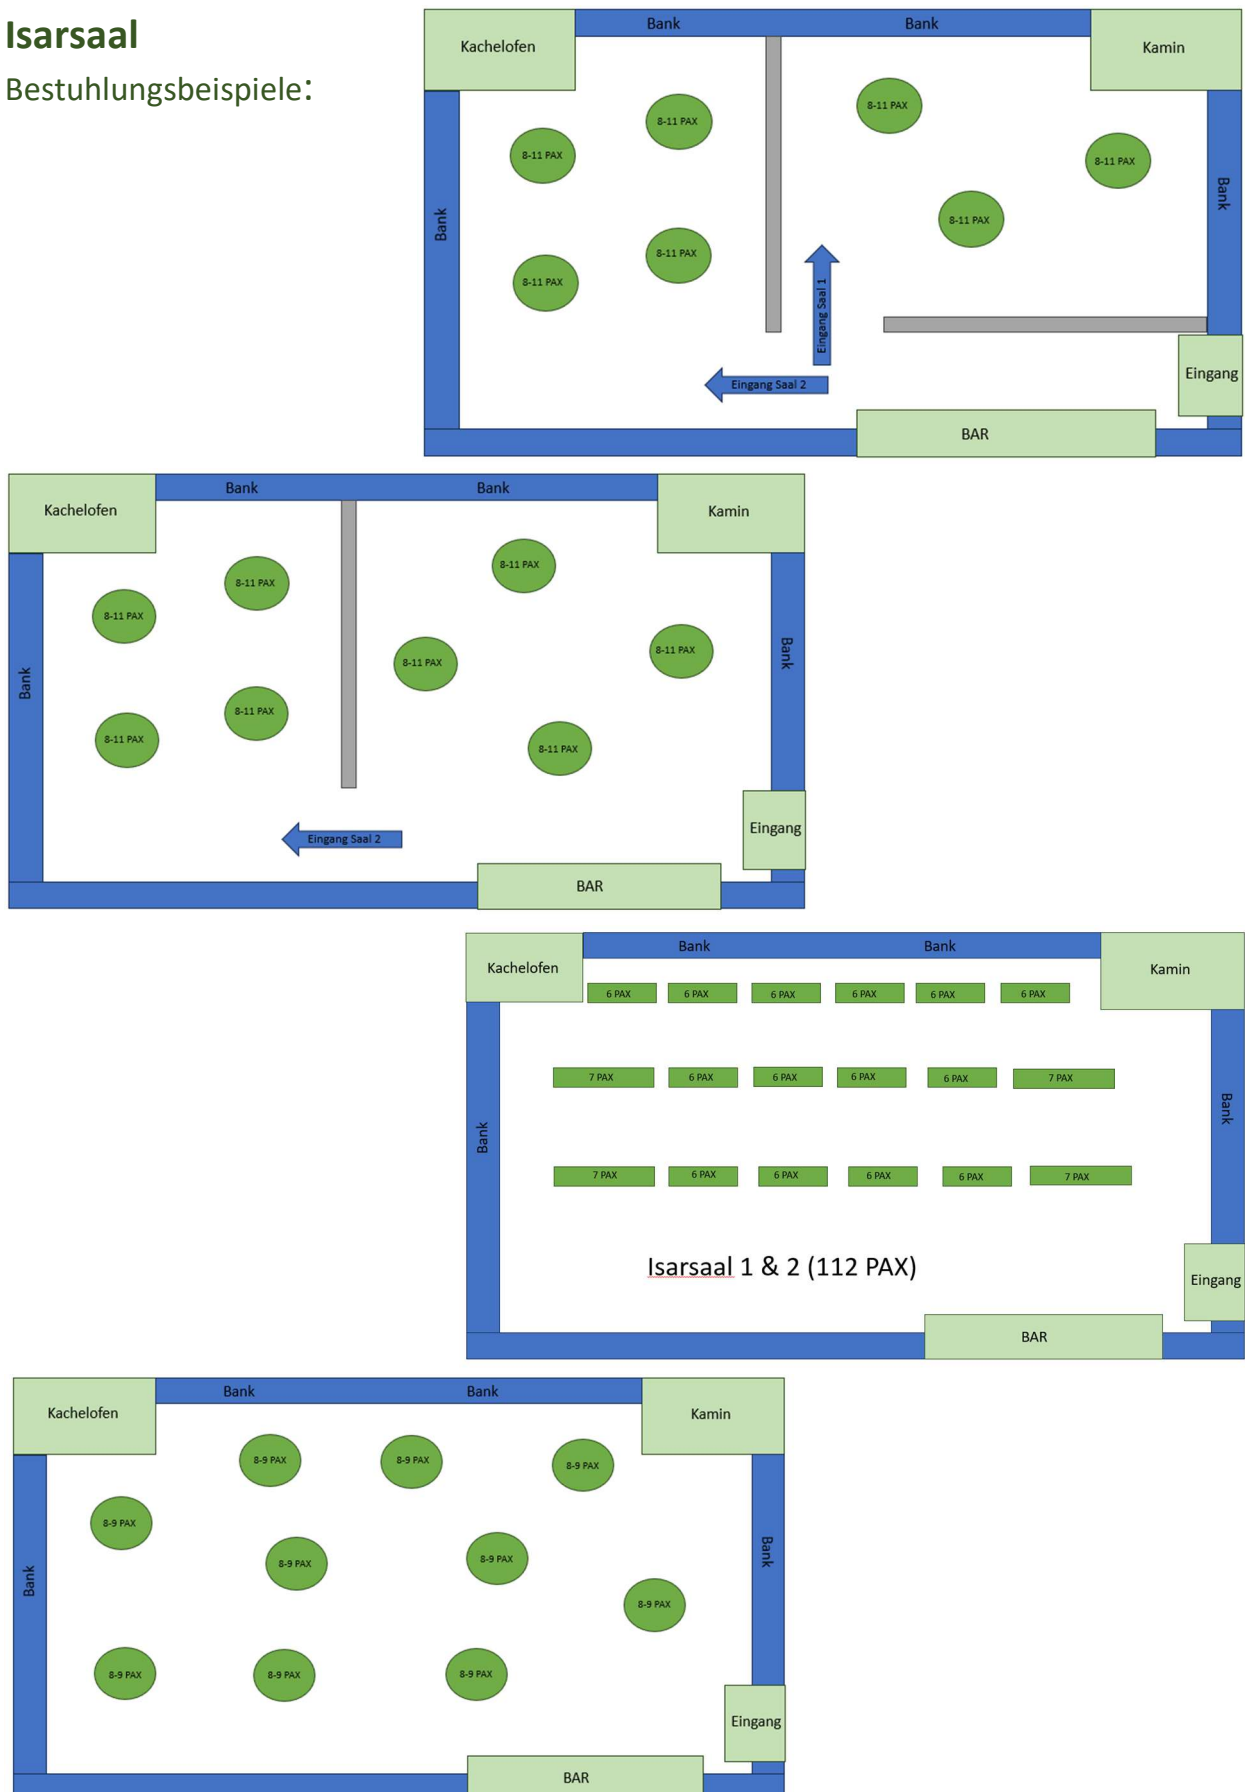 Isarsaal
Bestuhlungsbeispiele:
Bank
Bank
Kachelofen
Kamin
8-11 PAX
8-11 PAX
8-11 PAX
8-11 PAX
Bank
Bank
8-11 PAX
8-11 PAX
8-11 PAX
Eingang Saal 1
Eingang Saal 2
Eingang
BAR
Bank
Bank
Kachelofen
Kamin
8-11 PAX
8-11 PAX
8-11 PAX
Bank
Bank
8-11 PAX
8-11 PAX
8-11 PAX
8-11 PAX
8-11 PAX
Eingang Saal 2
Eingang
BAR
Bank
Bank
Kachelofen
Kamin
6 PAX
6 PAX
6 PAX
6 PAX
6 PAX
6 PAX
7 PAX
6 PAX
6 PAX
6 PAX
6 PAX
7 PAX
Bank
Bank
7 PAX
6 PAX
6 PAX
6 PAX
6 PAX
7 PAX
Isarsaal 1 & 2 (112 PAX)
Eingang
BAR
Bank
Bank
Kachelofen
Kamin
8-9 PAX
8-9 PAX
8-9 PAX
8-9 PAX
8-9 PAX
8-9 PAX
Bank
Bank
8-9 PAX
8-9 PAX
8-9 PAX
8-9 PAX
Eingang
BAR